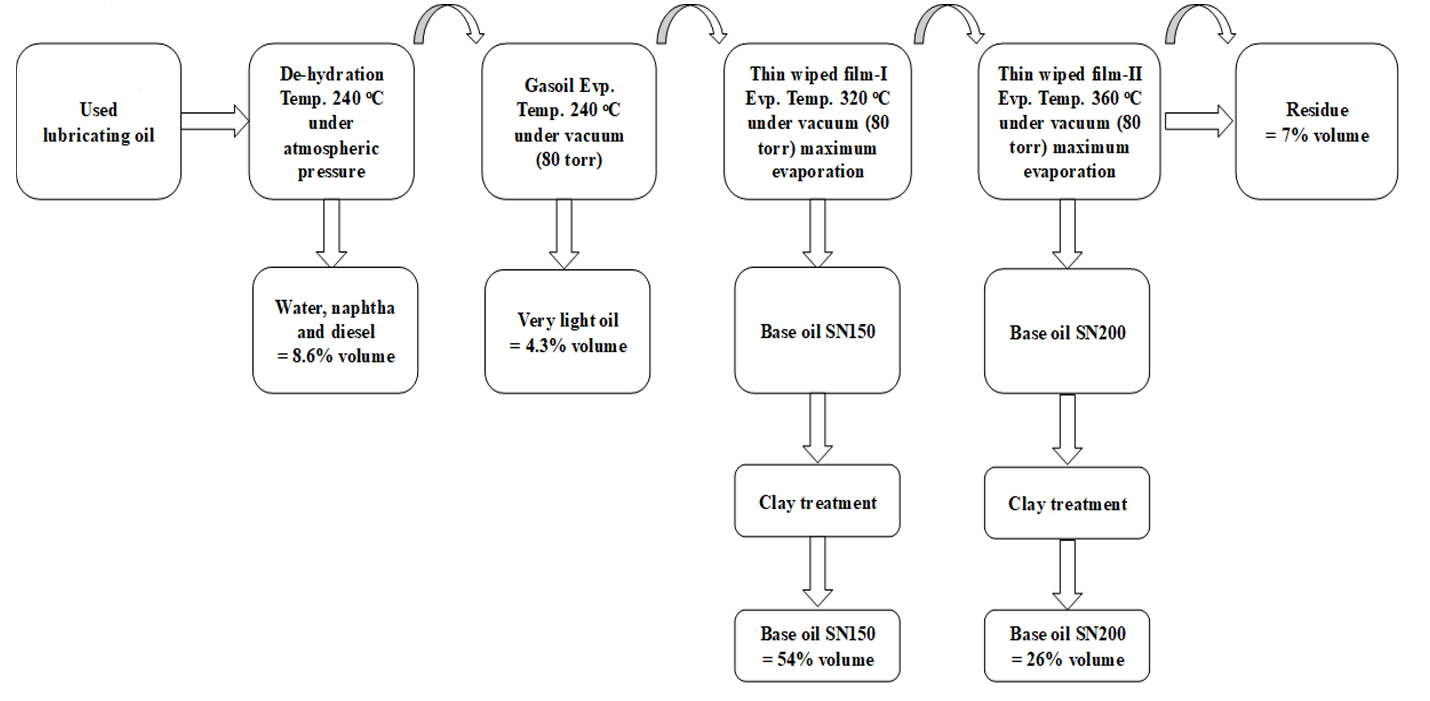 Used
lubricating oil
De-hydration
Temp. 240 °C
under
atmospheric
pressure
Gasoil Evp.
Temp. 240 °C
under vacuum
(80 torr)
Thin wiped film-I
Evp. Temp. 320 °C
under vacuum (80
torr) maximum
evaporation
Thin wiped film-II
Evp. Temp. 360 °C
under vacuum (80
torr) maximum
evaporation
Residue
= 7% volume
Water, naphtha
and diesel
= 8.6% volume
Very light oil
= 4.3% volume
Base oil SN150
Base oil SN200
Clay treatment
Clay treatment
Base oil SN150
= 54% volume
Base oil SN200
= 26% volume